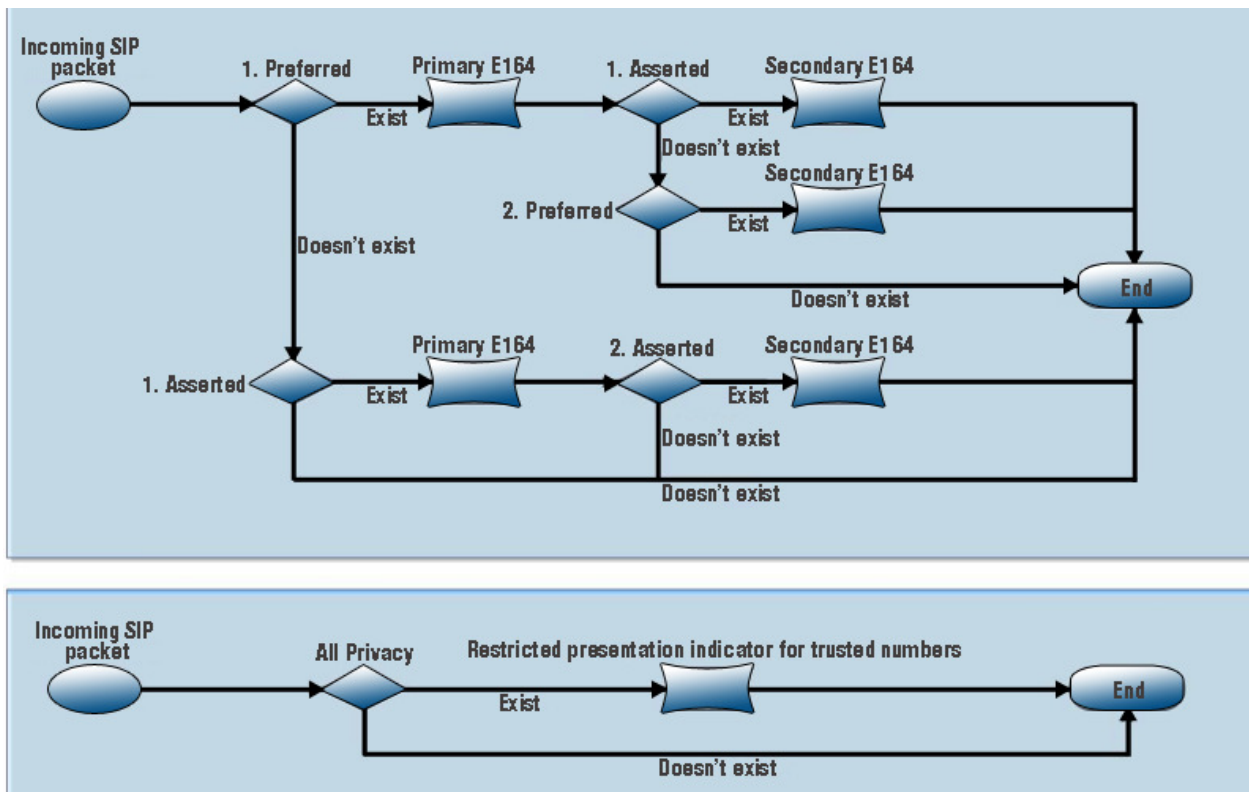 Incoming SIP
packet
1. Preferred
Primary E164
1. Asserted
Secondary E164
Exist
Exist
Doesn't exist
Secondary E164
2. Preferred
Exist
Doesn't exist
Doesn't exist
End
Primary E164
2. Asserted
Secondary E164
1. Asserted
Exist
Exist
Doesn't exist
Doesn't exist
Incoming SIP
packet
All Privacy
Restricted presentation indicator for trusted numbers
Exist
End
Doesn't exist